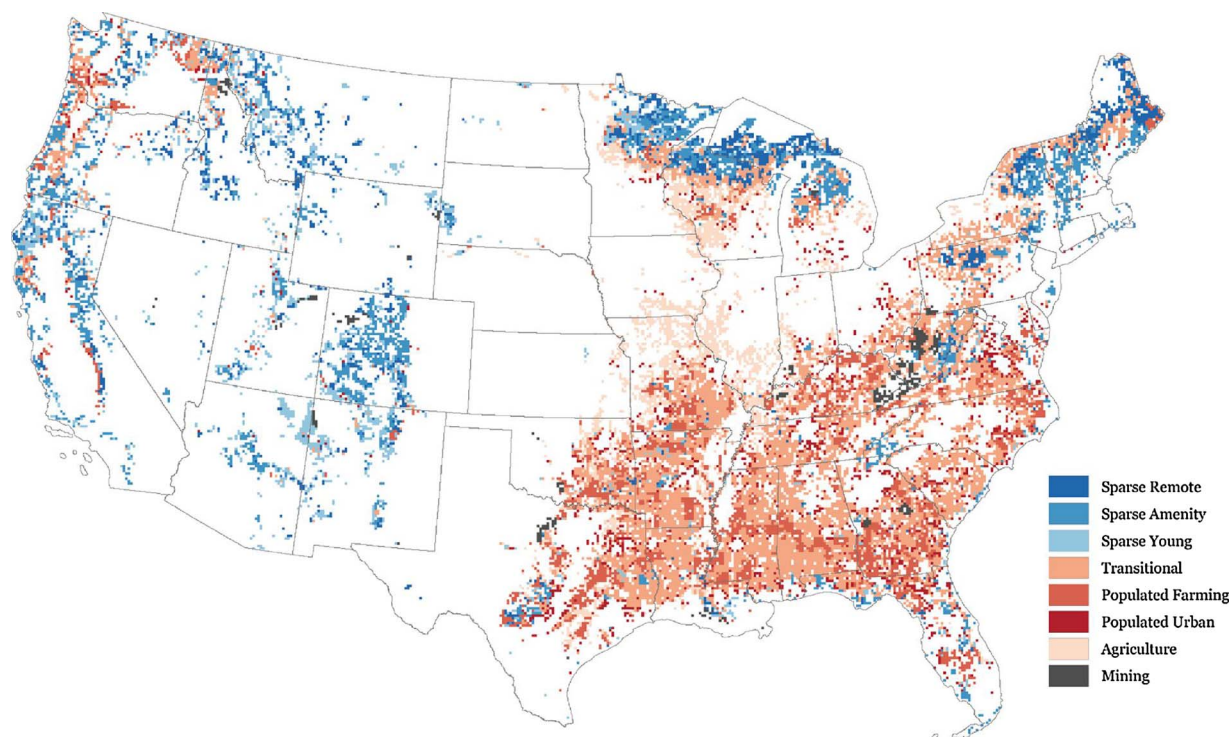 Sparse Remote
Sparse Amenity
Sparse Young
Transitional
Populated Farming
Populated Urban
Agriculture
Mining